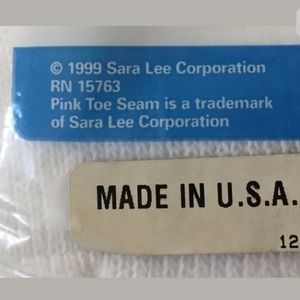 © 1999 Sara Lee Corporation
RN 15763
Pink Toe Seam is a trademark
of Sara Lee Corporation
MADE IN U.S.A.
12